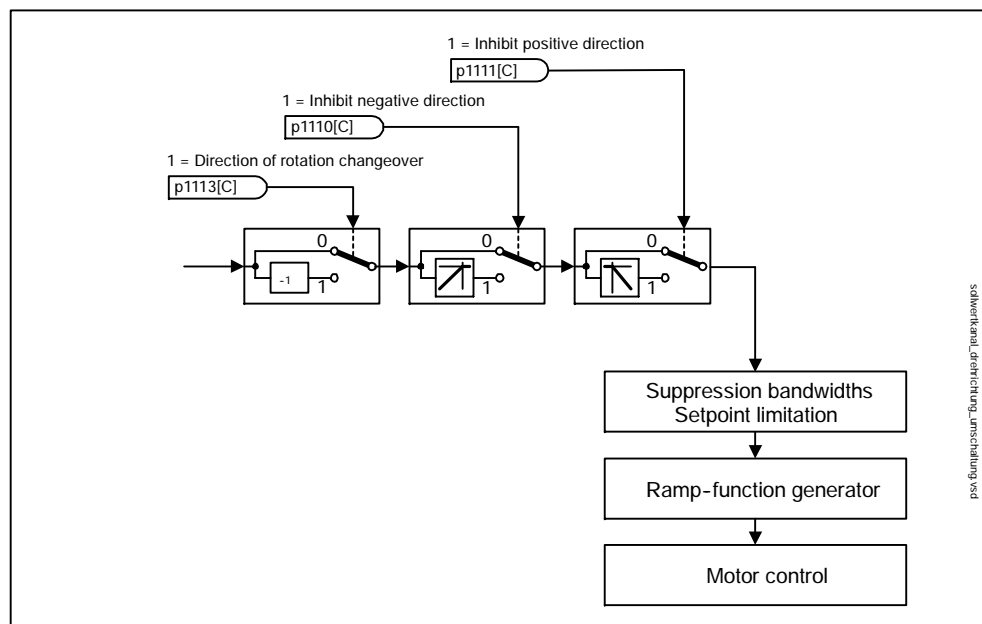 1 = Inhibit positive direction
p1111[C]
1 = Inhibit negative direction
p1110[C]
1 = Direction of rotation changeover
p1113[C]
0
-1
1
0
1
0
1
Suppression bandwidths
Setpoint limitation
Ramp-function generator
Motor control
sollwertkanal_drehrichtung_umschaltung.vsd